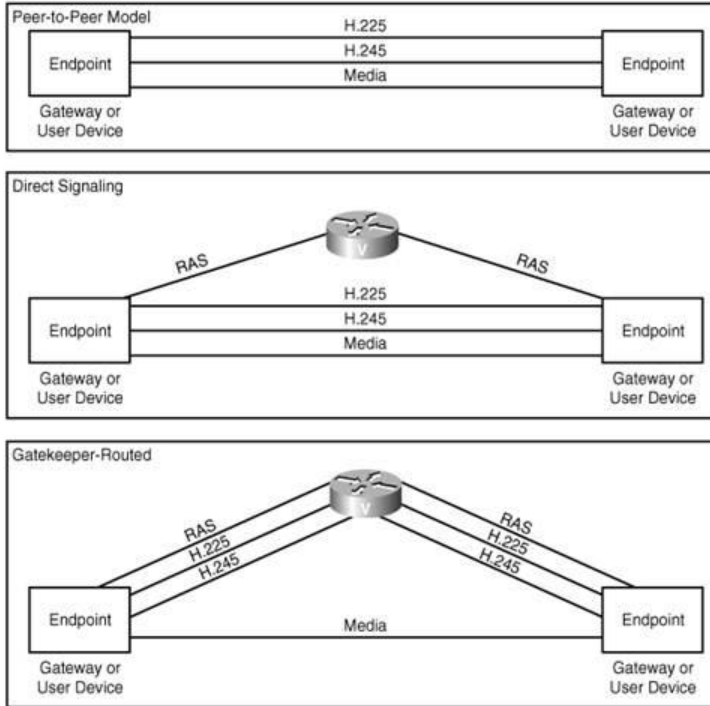 Peer-to-Peer Model
H.225
H.245
Media
Endpoint
Endpoint
Gateway or
User Device
Gateway or
User Device
Direct Signaling
V
RAS
RAS
H.225
H.245
Media
Endpoint
Endpoint
Gateway or
User Device
Gateway or
User Device
Gatekeeper-Routed
V
RAS
H.225
H.245
RAS
H.225
H.245
Endpoint
Media
Endpoint
Gateway or
User Device
Gateway or
User Device